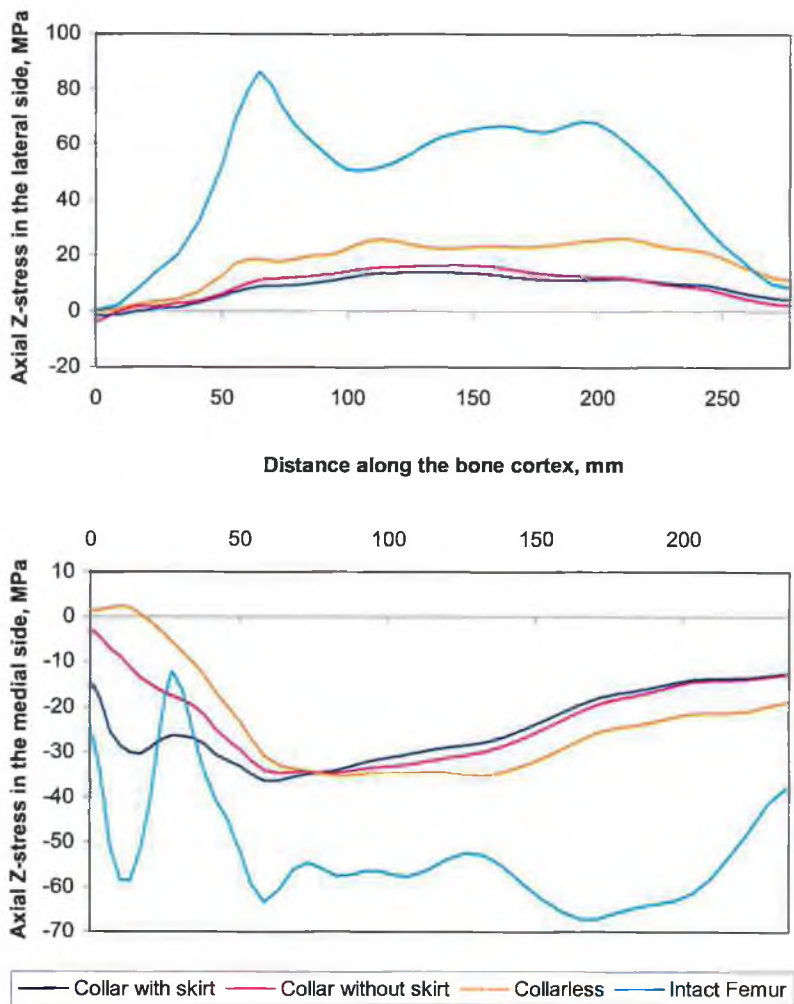 Axial Z-stress in the lateral side, MPa
100
80
60
40
20
0
-20
0 50 100 150 200 250
Distance along the bone cortex, mm
0 50 100 150 200
Axial Z-stress in the medial side, MPa
10
0
-10
-20
-30
-40
-50
-60
-70
Collar with skirt Collar without skirt Collarless Intact Femur